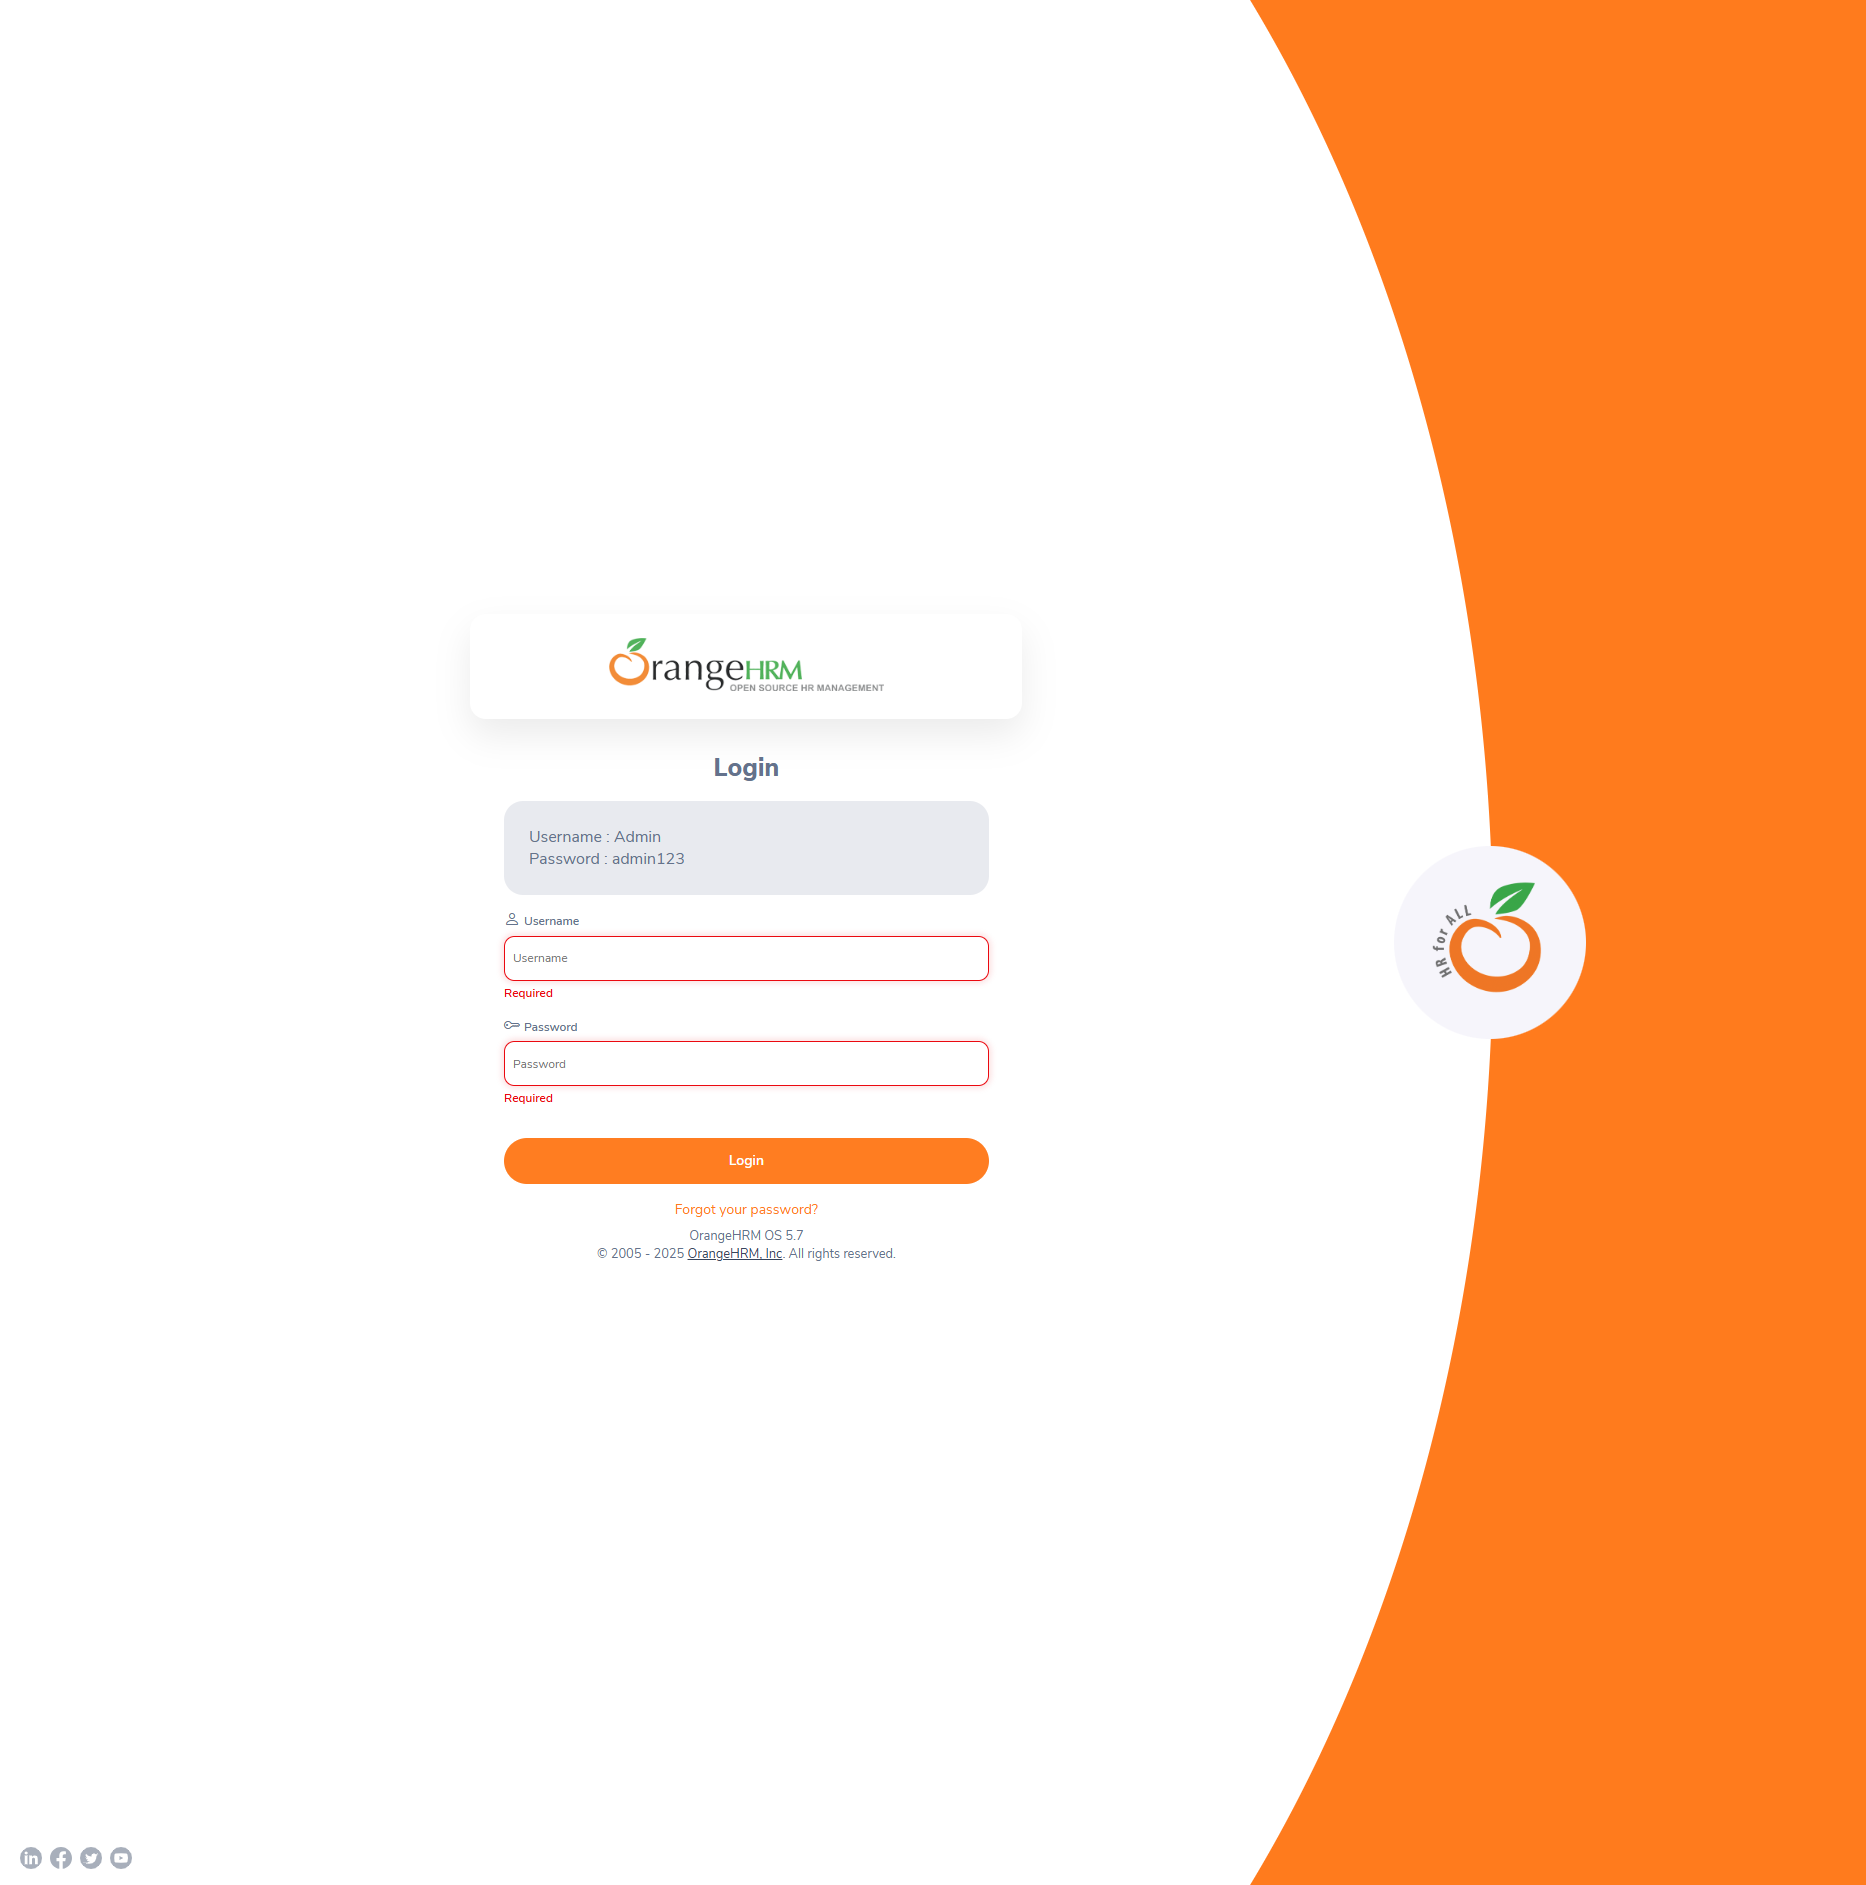 OrangeHRM
OPEN SOURCE HR MANAGEMENT
Login
Username : Admin
Password : admin123
Username
Username
Required
Password
Password
Required
Login
Forgot your password?
OrangeHRM OS 5.7
© 2005 - 2025 OrangeHRM, Inc. All rights reserved.
HR for ALL